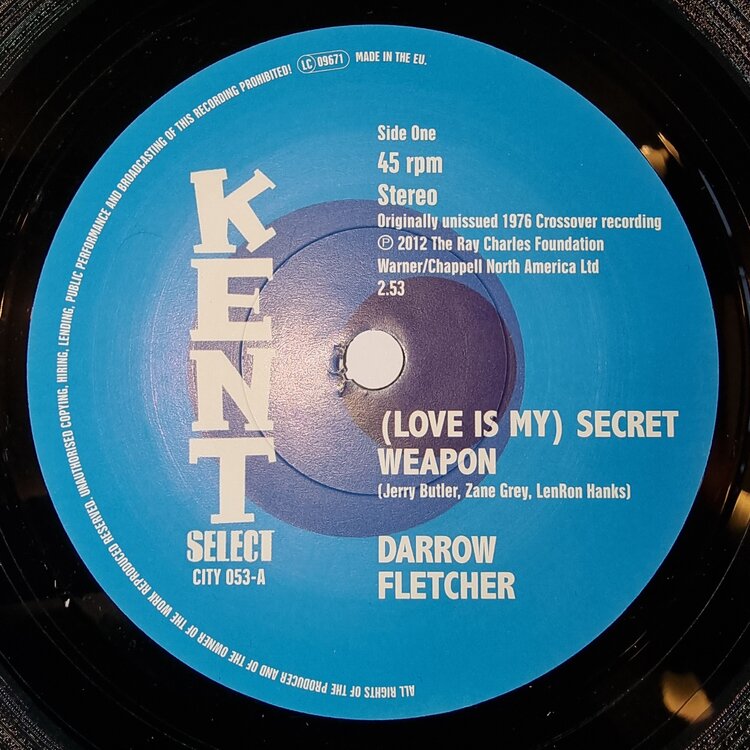 ALL RIGHTS OF THE PRODUCER AND OF THE OWNER OF THE WORK REPRODUCED RESERVED. UNAUTHORISED COPYING, HIRING, LENDING, PUBLIC PERFORMANCE AND BROADCASTING OF THIS RECORDING PROHIBITED! LC 09671 MADE IN THE EU.
KENT
SELECT
CITY 053-A
Side One
45 rpm
Stereo
Originally unissued 1976 Crossover recording
℗ 2012 The Ray Charles Foundation
Warner/Chappell North America Ltd
2.53
(LOVE IS MY) SECRET
WEAPON
(Jerry Butler, Zane Grey, LenRon Hanks)
DARROW
FLETCHER